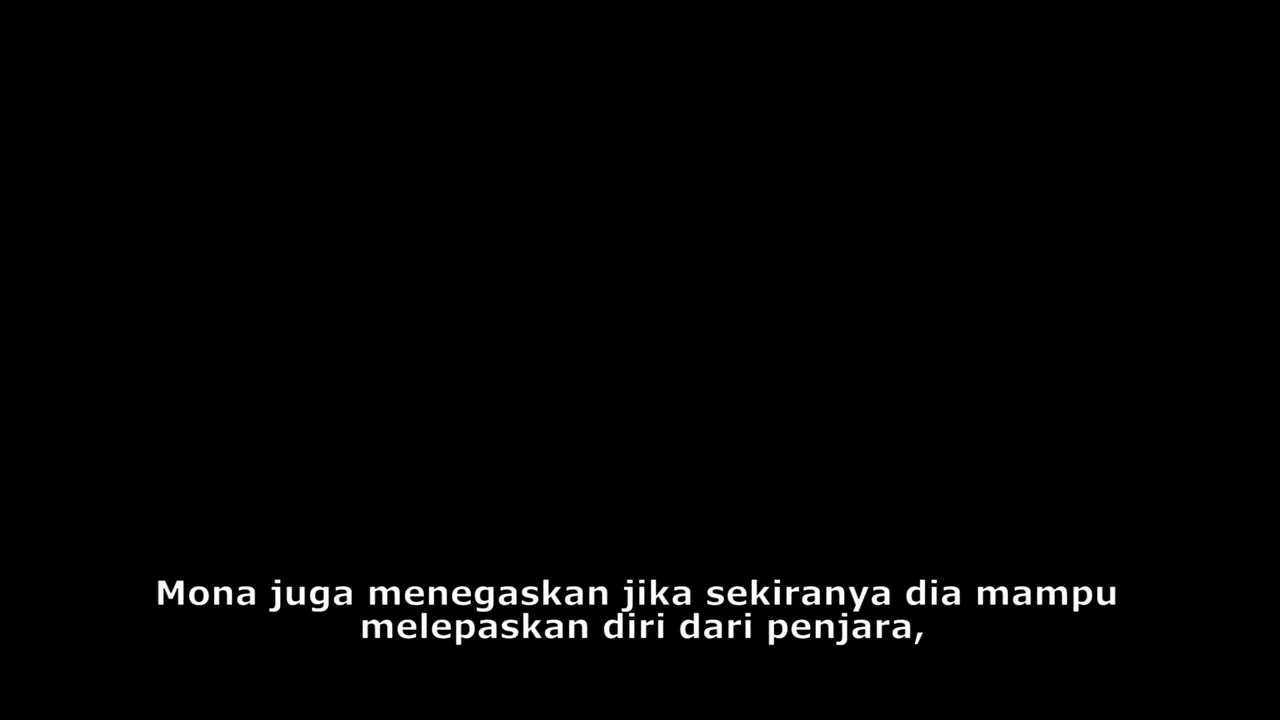 Mona juga menegaskan jika sekiranya dia mampu
melepaskan diri dari penjara,